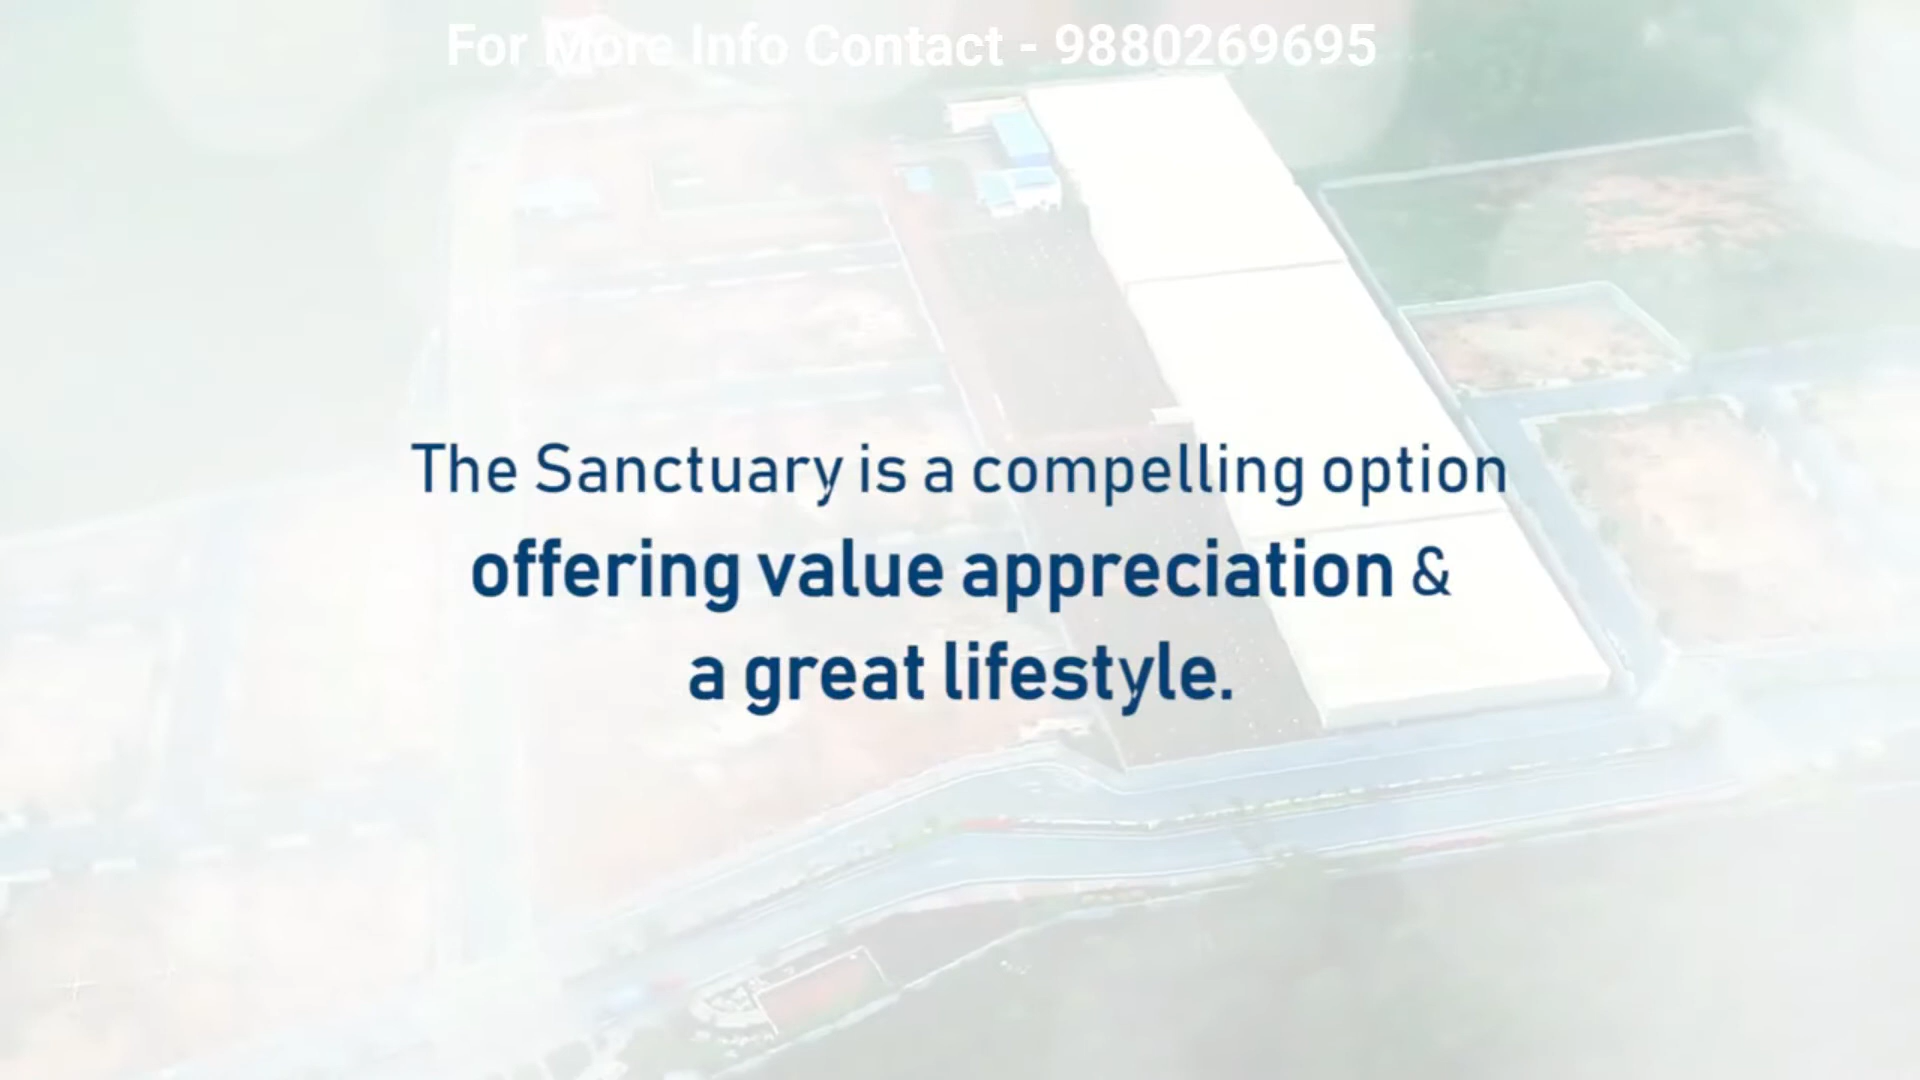 For More Info Contact - 9880269695
The Sanctuary is a compelling option
offering value appreciation &
a great lifestyle.